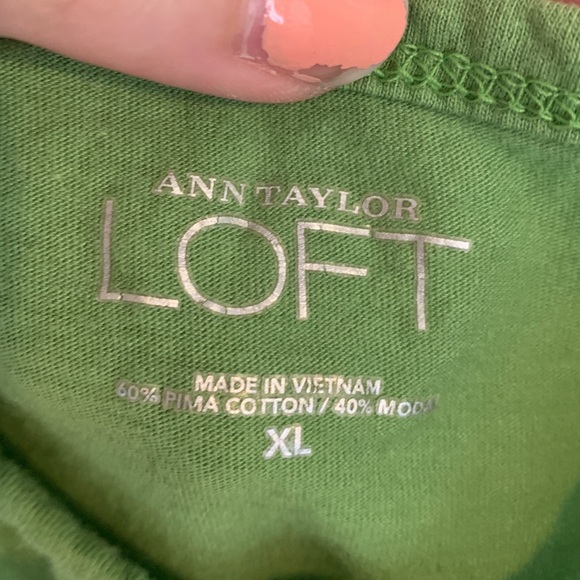 ANN TAYLOR
LOFT
MADE IN VIETNAM
60% PIMA COTTON / 40% MODAL
XL